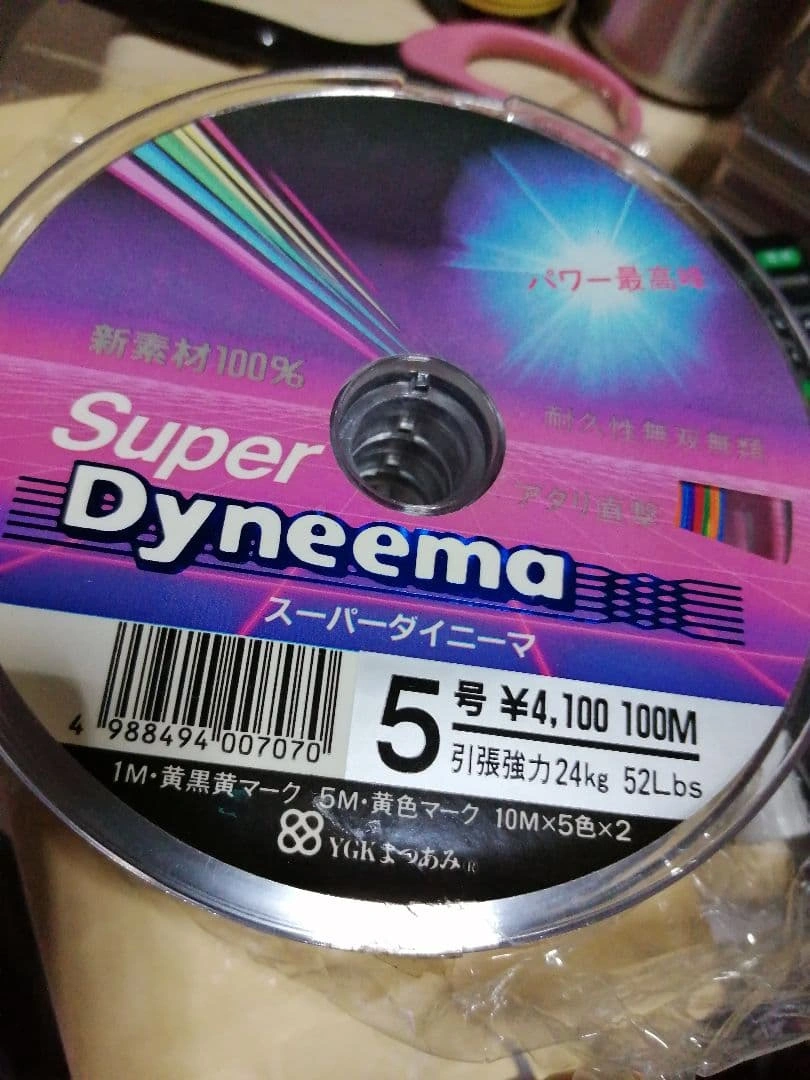 パワー最高峰
新素材100%
耐久性無双無類
アタリ直撃
Super
Dyneema
スーパーダイニーマ
5号 ¥4,100 100M
引張強力24kg 52Lbs
4 988494 007070
1M・黄黒黄マーク 5M・黄色マーク 10M×5色×2
YGKよつあみ®